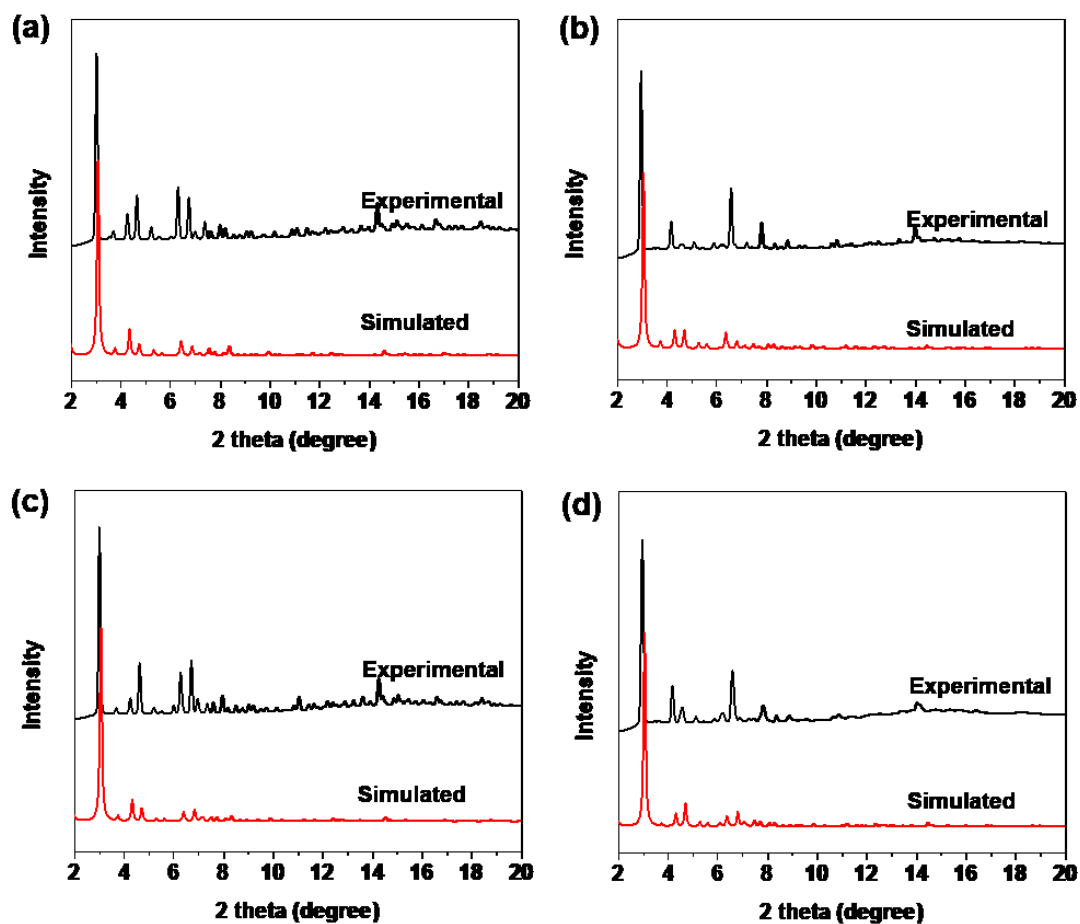 (a)
Intensity
Experimental
Simulated
2 4 6 8 10 12 14 16 18 20
2 theta (degree)
(b)
Intensity
Experimental
Simulated
2 4 6 8 10 12 14 16 18 20
2 theta (degree)
(c)
Intensity
Experimental
Simulated
2 4 6 8 10 12 14 16 18 20
2 theta (degree)
(d)
Intensity
Experimental
Simulated
2 4 6 8 10 12 14 16 18 20
2 theta (degree)